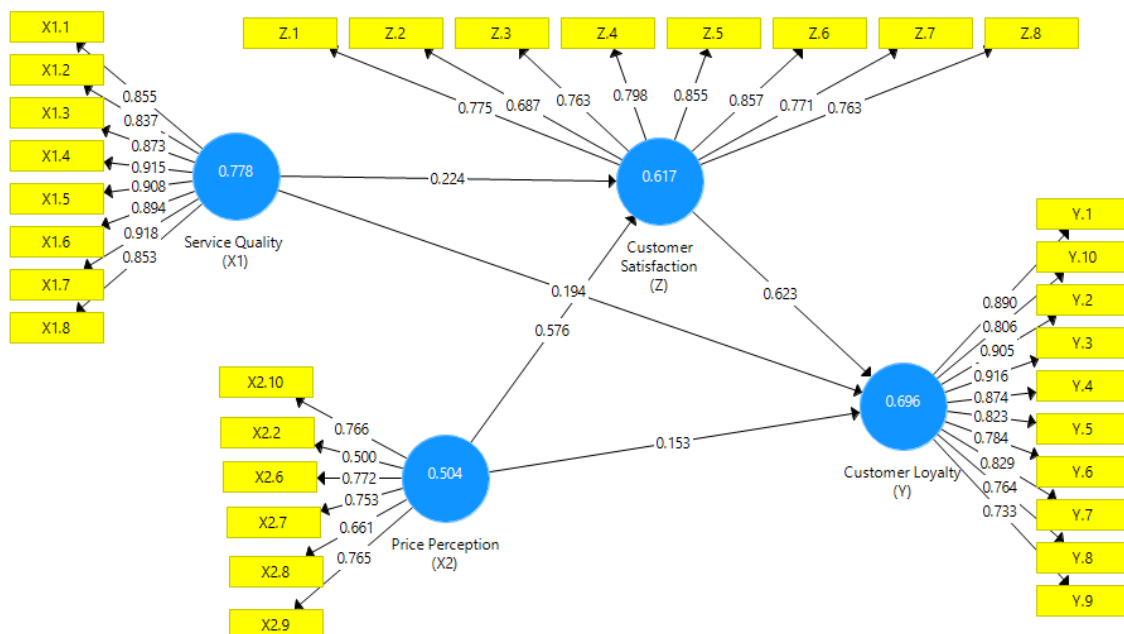 X1.1
X1.2
X1.3
X1.4
X1.5
X1.6
X1.7
X1.8
0.855
0.837
0.873
0.915
0.908
0.894
0.918
0.853
0.778
Service Quality
(X1)
Z.1
Z.2
Z.3
Z.4
Z.5
Z.6
Z.7
Z.8
0.775
0.687
0.763
0.798
0.855
0.857
0.771
0.763
0.617
Customer
Satisfaction
(Z)
0.224
0.194
0.576
0.623
0.153
X2.10
X2.2
X2.6
X2.7
X2.8
X2.9
0.766
0.500
0.772
0.753
0.661
0.765
0.504
Price Perception
(X2)
0.696
Customer Loyalty
(Y)
0.890
0.806
0.905
0.916
0.874
0.823
0.784
0.829
0.764
0.733
Y.1
Y.10
Y.2
Y.3
Y.4
Y.5
Y.6
Y.7
Y.8
Y.9